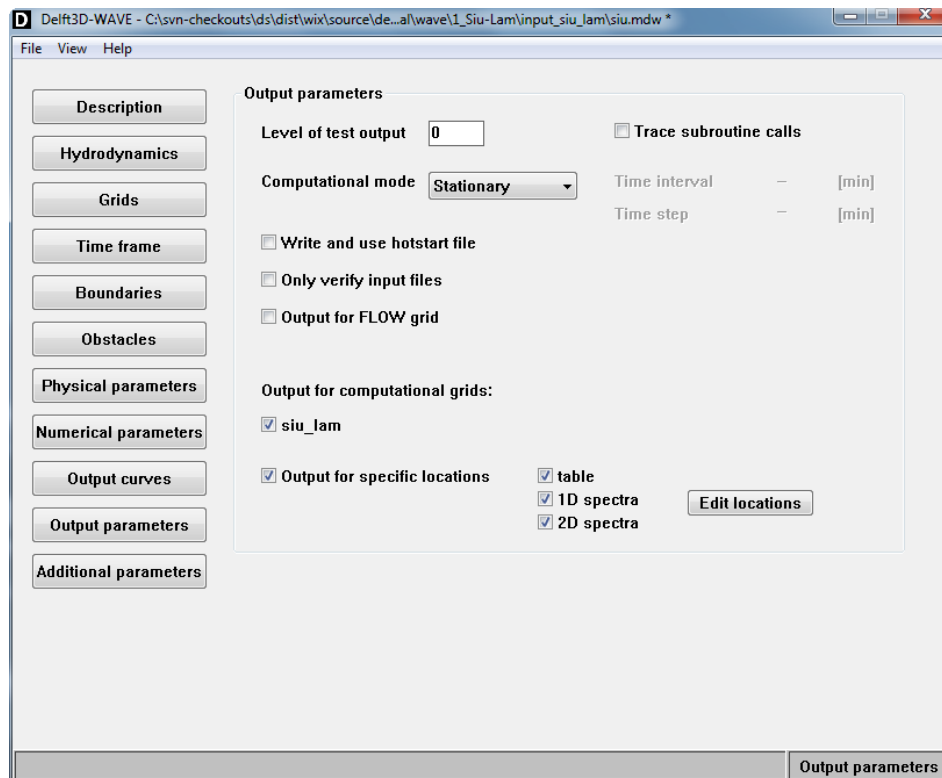 D Delft3D-WAVE - C:\svn-checkouts\ds\dist\wix\source\de...al\wave\1_Siu-Lam\input_siu_lam\siu.mdw *
File View Help
Description
Hydrodynamics
Grids
Time frame
Boundaries
Obstacles
Physical parameters
Numerical parameters
Output curves
Output parameters
Additional parameters
Output parameters
Level of test output 0 Trace subroutine calls
Computational mode Stationary Time interval - [min]
Time step - [min]
Write and use hotstart file
Only verify input files
Output for FLOW grid
Output for computational grids:
siu_lam
Output for specific locations table
1D spectra Edit locations
2D spectra
Output parameters